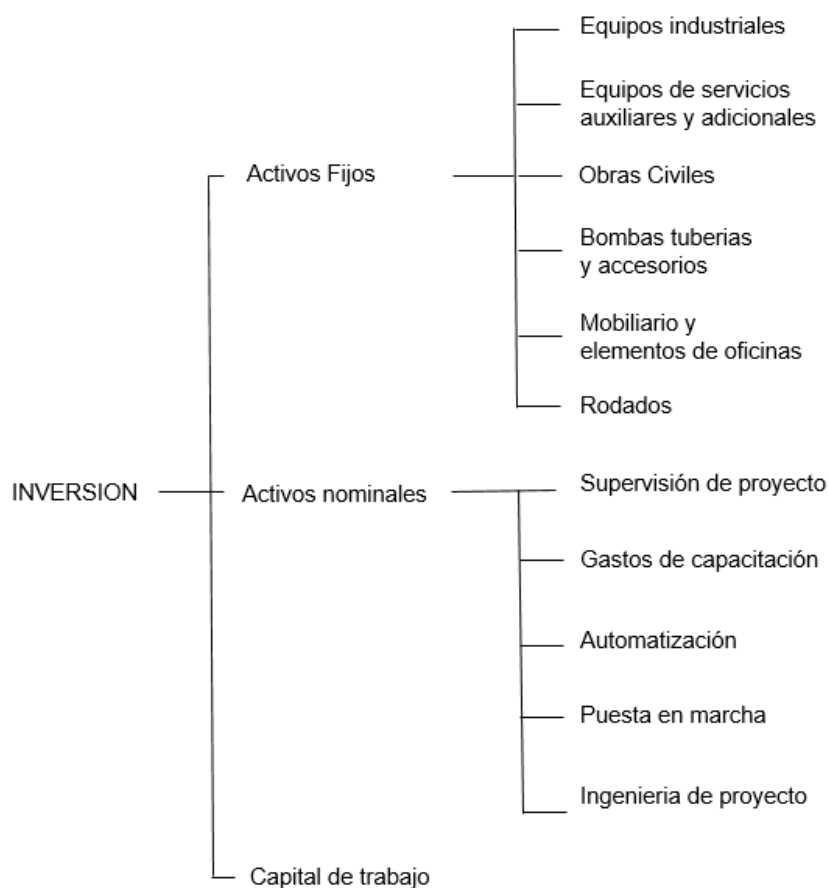 Equipos industriales
Equipos de servicios
auxiliares y adicionales
Activos Fijos
Obras Civiles
Bombas tuberias
y accesorios
Mobiliario y
elementos de oficinas
Rodados
INVERSION
Activos nominales
Supervisión de proyecto
Gastos de capacitación
Automatización
Puesta en marcha
Ingenieria de proyecto
Capital de trabajo